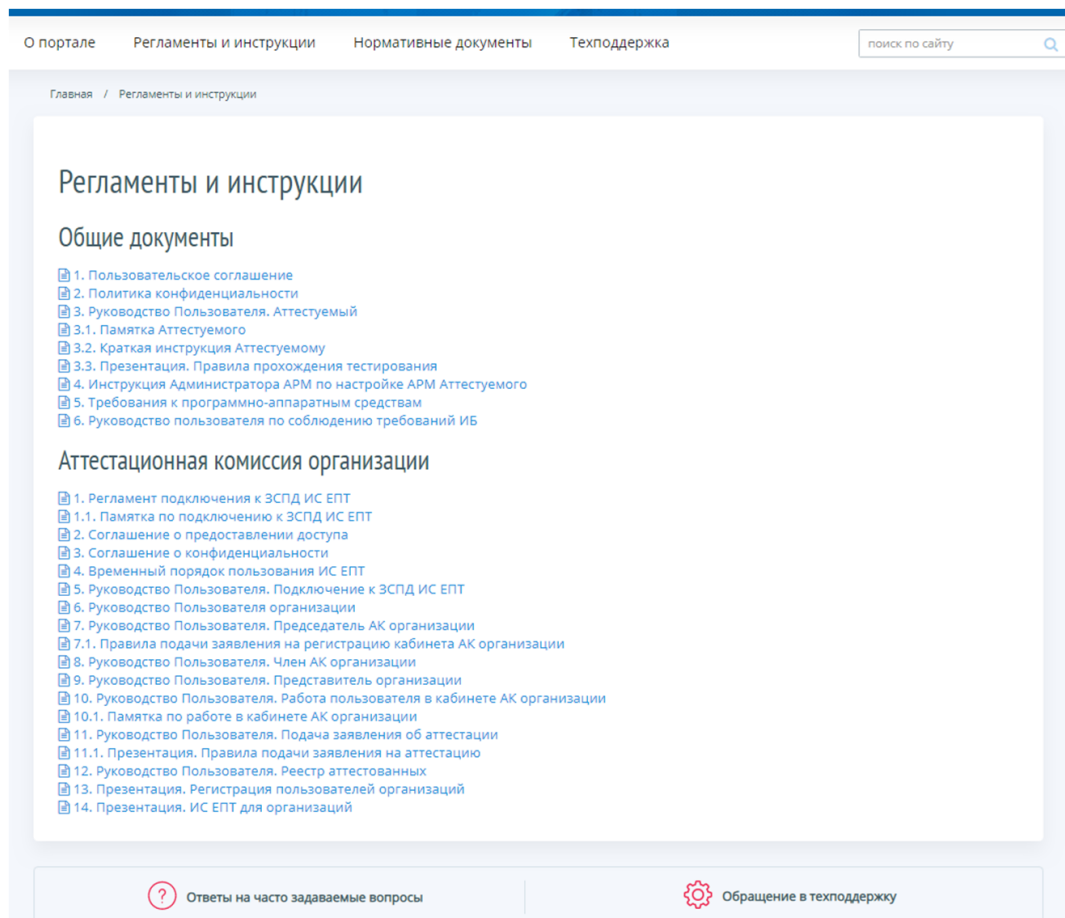 О портале Регламенты и инструкции Нормативные документы Техподдержка поиск по сайту
Главная / Регламенты и инструкции
Регламенты и инструкции
Общие документы
1. Пользовательское соглашение
2. Политика конфиденциальности
3. Руководство Пользователя. Аттестуемый
3.1. Памятка Аттестуемого
3.2. Краткая инструкция Аттестуемому
3.3. Презентация. Правила прохождения тестирования
4. Инструкция Администратора АРМ по настройке АРМ Аттестуемого
5. Требования к программно-аппаратным средствам
6. Руководство пользователя по соблюдению требований ИБ
Аттестационная комиссия организации
1. Регламент подключения к ЗСПД ИС ЕПТ
1.1. Памятка по подключению к ЗСПД ИС ЕПТ
2. Соглашение о предоставлении доступа
3. Соглашение о конфиденциальности
4. Временный порядок пользования ИС ЕПТ
5. Руководство Пользователя. Подключение к ЗСПД ИС ЕПТ
6. Руководство Пользователя организации
7. Руководство Пользователя. Председатель АК организации
7.1. Правила подачи заявления на регистрацию кабинета АК организации
8. Руководство Пользователя. Член АК организации
9. Руководство Пользователя. Представитель организации
10. Руководство Пользователя. Работа пользователя в кабинете АК организации
10.1. Памятка по работе в кабинете АК организации
11. Руководство Пользователя. Подача заявления об аттестации
11.1. Презентация. Правила подачи заявления на аттестацию
12. Руководство Пользователя. Реестр аттестованных
13. Презентация. Регистрация пользователей организаций
14. Презентация. ИС ЕПТ для организаций
Ответы на часто задаваемые вопросы Обращение в техподдержку